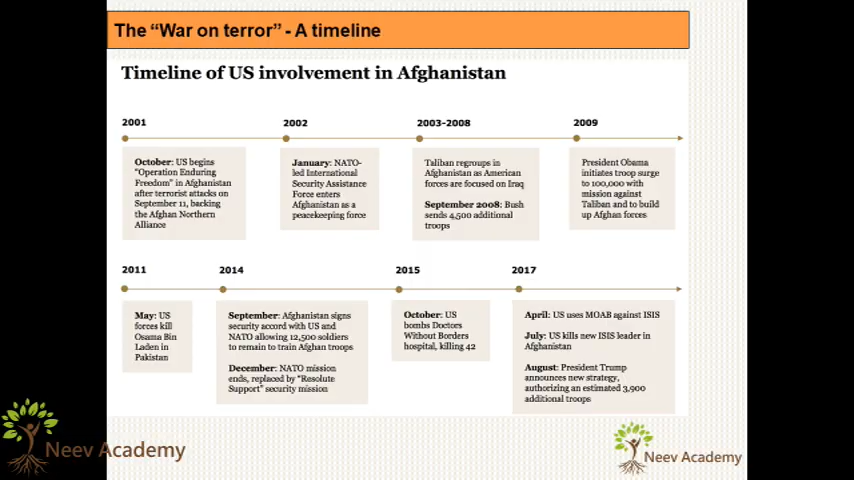 The “War on terror” - A timeline
Timeline of US involvement in Afghanistan
2001
October: US begins
“Operation Enduring
Freedom” in Afghanistan
after terrorist attacks on
September 11, backing
the Afghan Northern
Alliance
2002
January: NATO-
led International
Security Assistance
Force enters
Afghanistan as a
peacekeeping force
2003-2008
Taliban regroups in
Afghanistan as American
forces are focused on Iraq
September 2008: Bush
sends 4,500 additional
troops
2009
President Obama
initiates troop surge
to 100,000 with
mission against
Taliban and to build
up Afghan forces
2011
May: US
forces kill
Osama Bin
Laden in
Pakistan
2014
September: Afghanistan signs
security accord with US and
NATO allowing 12,500 soldiers
to remain to train Afghan troops
December: NATO mission
ends, replaced by “Resolute
Support” security mission
2015
October: US
bombs Doctors
Without Borders
hospital, killing 42
2017
April: US uses MOAB against ISIS
July: US kills new ISIS leader in
Afghanistan
August: President Trump
announces new strategy,
authorizing an estimated 3,900
additional troops
Neev Academy
Neev Academy